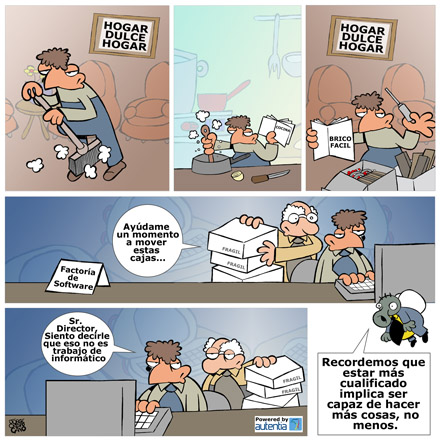 HOGAR
DULCE
HOGAR
COCINA
HOGAR
DULCE
HOGAR
BRICO
FACIL
Ayúdame
un momento
a mover
estas
cajas...
FRAGIL
FRAGIL
Factoría
de
Software
Sr.
Director,
Siento decirle
que eso no es
trabajo de
informático
FRAGIL
FRAGIL
Powered by
autentia
Recordemos que
estar más
cualificado
implica ser
capaz de hacer
más cosas, no
menos.